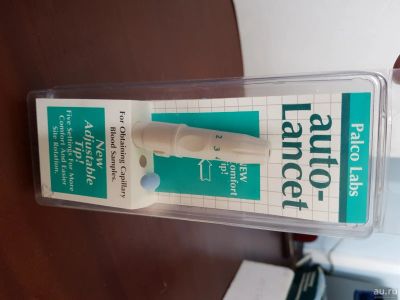 Palco Labs
auto-
Lancet
NEW
Comfort
Tip!
2
3
4
For Obtaining Capillary
Blood Samples.
New
Adjustable
Tip!
Five Settings For More
Comfort And Easier
Site Rotation.
au.ru